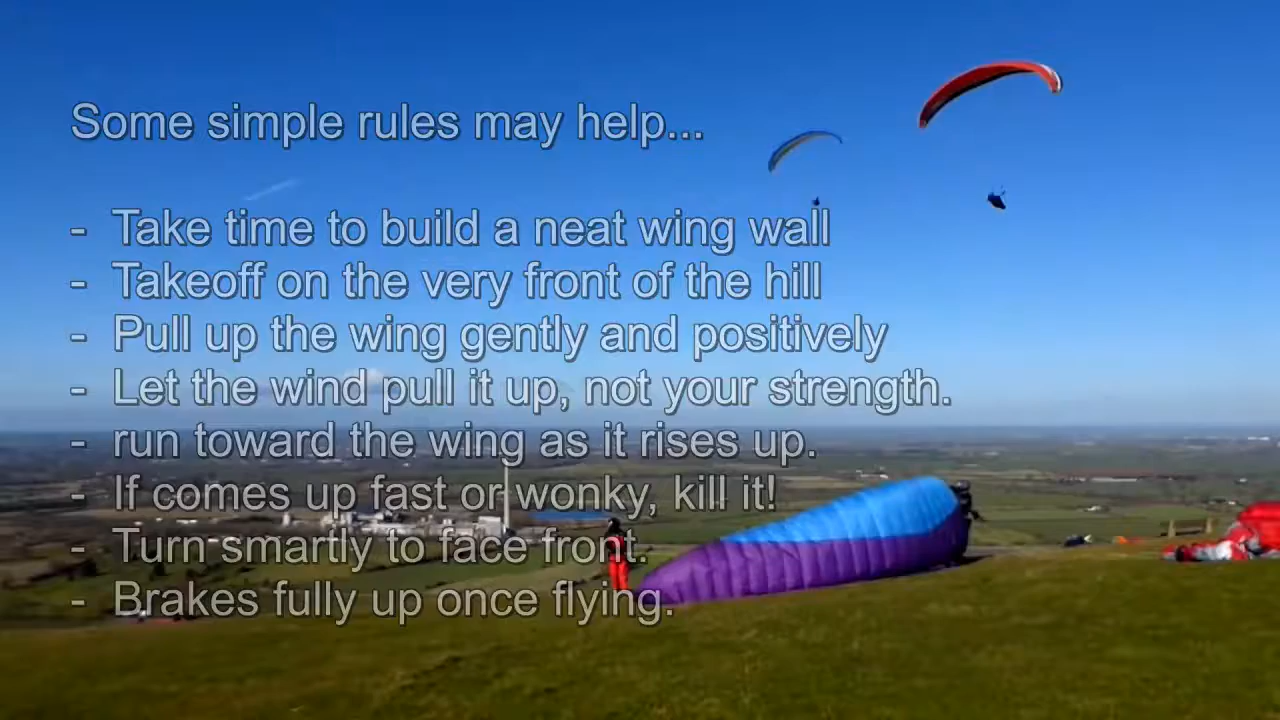 Some simple rules may help...
- Take time to build a neat wing wall
- Takeoff on the very front of the hill
- Pull up the wing gently and positively
- Let the wind pull it up, not your strength.
- run toward the wing as it rises up.
- If comes up fast or wonky, kill it!
- Turn smartly to face front.
- Brakes fully up once flying.